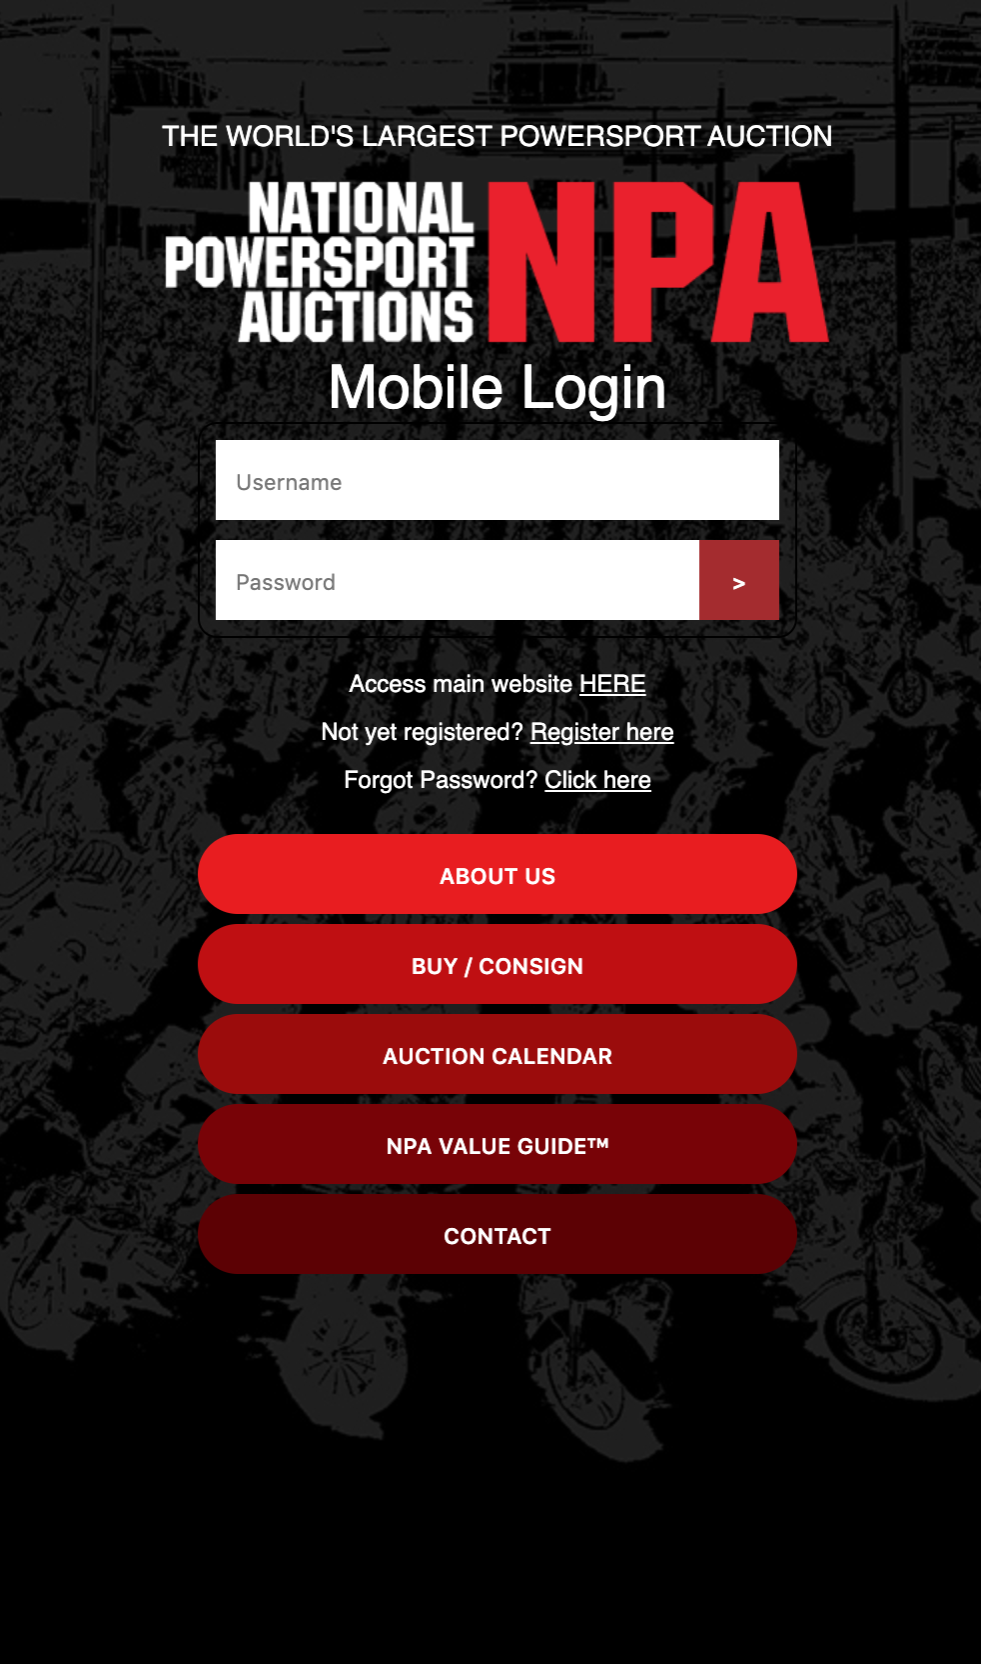 THE WORLD'S LARGEST POWERSPORT AUCTION
NATIONAL
POWERSPORT
AUCTIONS
NPA
Mobile Login
Username
Password
>
Access main website HERE
Not yet registered? Register here
Forgot Password? Click here
ABOUT US
BUY / CONSIGN
AUCTION CALENDAR
NPA VALUE GUIDE™
CONTACT